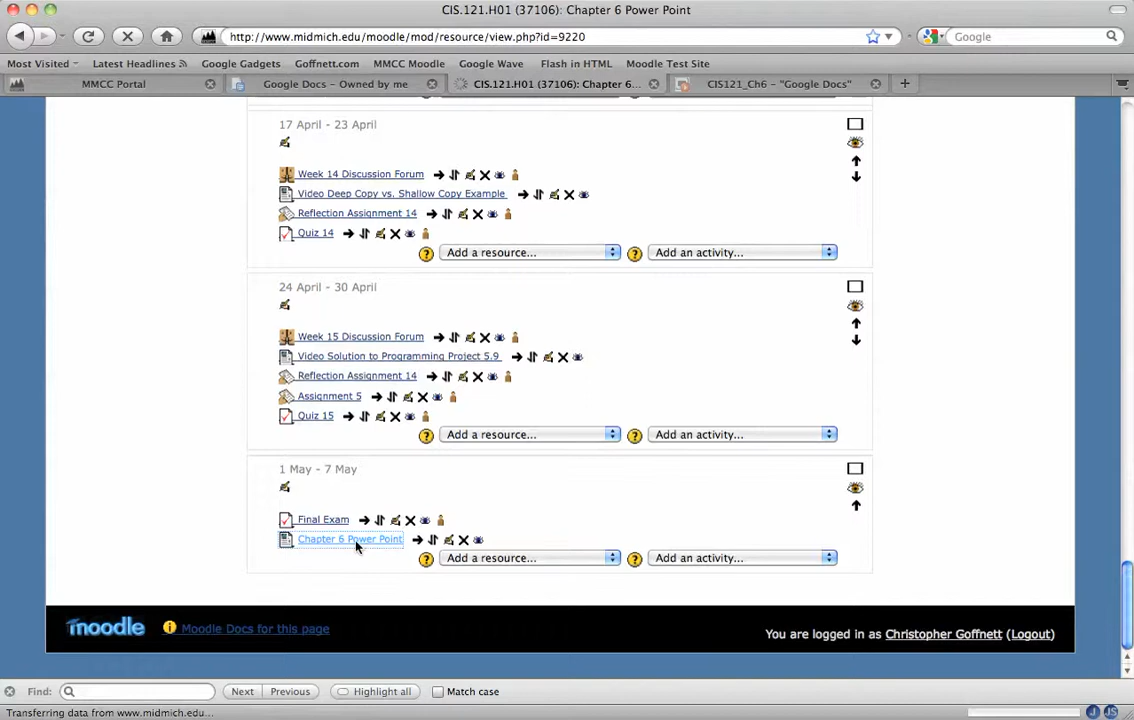 CIS.121.H01 (37106): Chapter 6 Power Point
http://www.midmich.edu/moodle/mod/resource/view.php?id=9220
Google
Most Visited Latest Headlines Google Gadgets Goffnett.com MMCC Moodle Google Wave Flash in HTML Moodle Test Site
MMCC Portal Google Docs - Owned by me CIS.121.H01 (37106): Chapter 6... CIS121_Ch6 - "Google Docs"
17 April - 23 April
Week 14 Discussion Forum
Video Deep Copy vs. Shallow Copy Example
Reflection Assignment 14
Quiz 14
Add a resource... Add an activity...
24 April - 30 April
Week 15 Discussion Forum
Video Solution to Programming Project 5.9
Reflection Assignment 14
Assignment 5
Quiz 15
Add a resource... Add an activity...
1 May - 7 May
Final Exam
Chapter 6 Power Point
Add a resource... Add an activity...
moodle Moodle Docs for this page
You are logged in as Christopher Goffnett (Logout)
Find: Next Previous Highlight all Match case
Transferring data from www.midmich.edu...